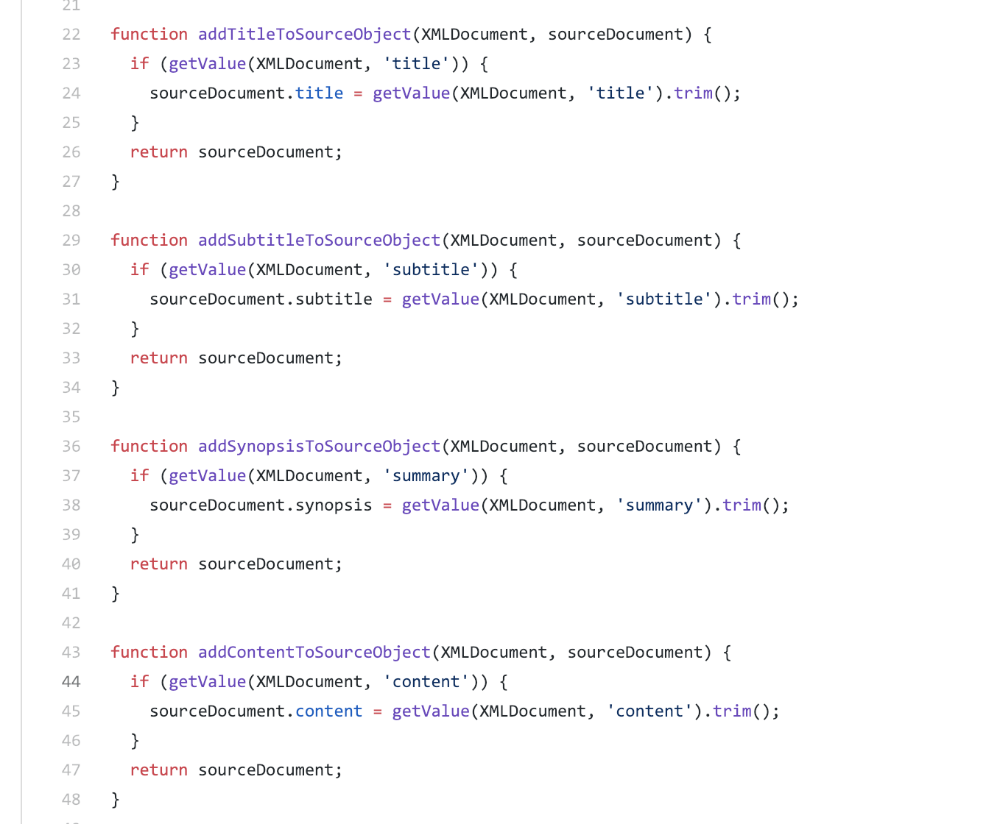 21
22 function addTitleToSourceObject(XMLDocument, sourceDocument) {
23   if (getValue(XMLDocument, 'title')) {
24     sourceDocument.title = getValue(XMLDocument, 'title').trim();
25   }
26   return sourceDocument;
27 }
28
29 function addSubtitleToSourceObject(XMLDocument, sourceDocument) {
30   if (getValue(XMLDocument, 'subtitle')) {
31     sourceDocument.subtitle = getValue(XMLDocument, 'subtitle').trim();
32   }
33   return sourceDocument;
34 }
35
36 function addSynopsisToSourceObject(XMLDocument, sourceDocument) {
37   if (getValue(XMLDocument, 'summary')) {
38     sourceDocument.synopsis = getValue(XMLDocument, 'summary').trim();
39   }
40   return sourceDocument;
41 }
42
43 function addContentToSourceObject(XMLDocument, sourceDocument) {
44   if (getValue(XMLDocument, 'content')) {
45     sourceDocument.content = getValue(XMLDocument, 'content').trim();
46   }
47   return sourceDocument;
48 }